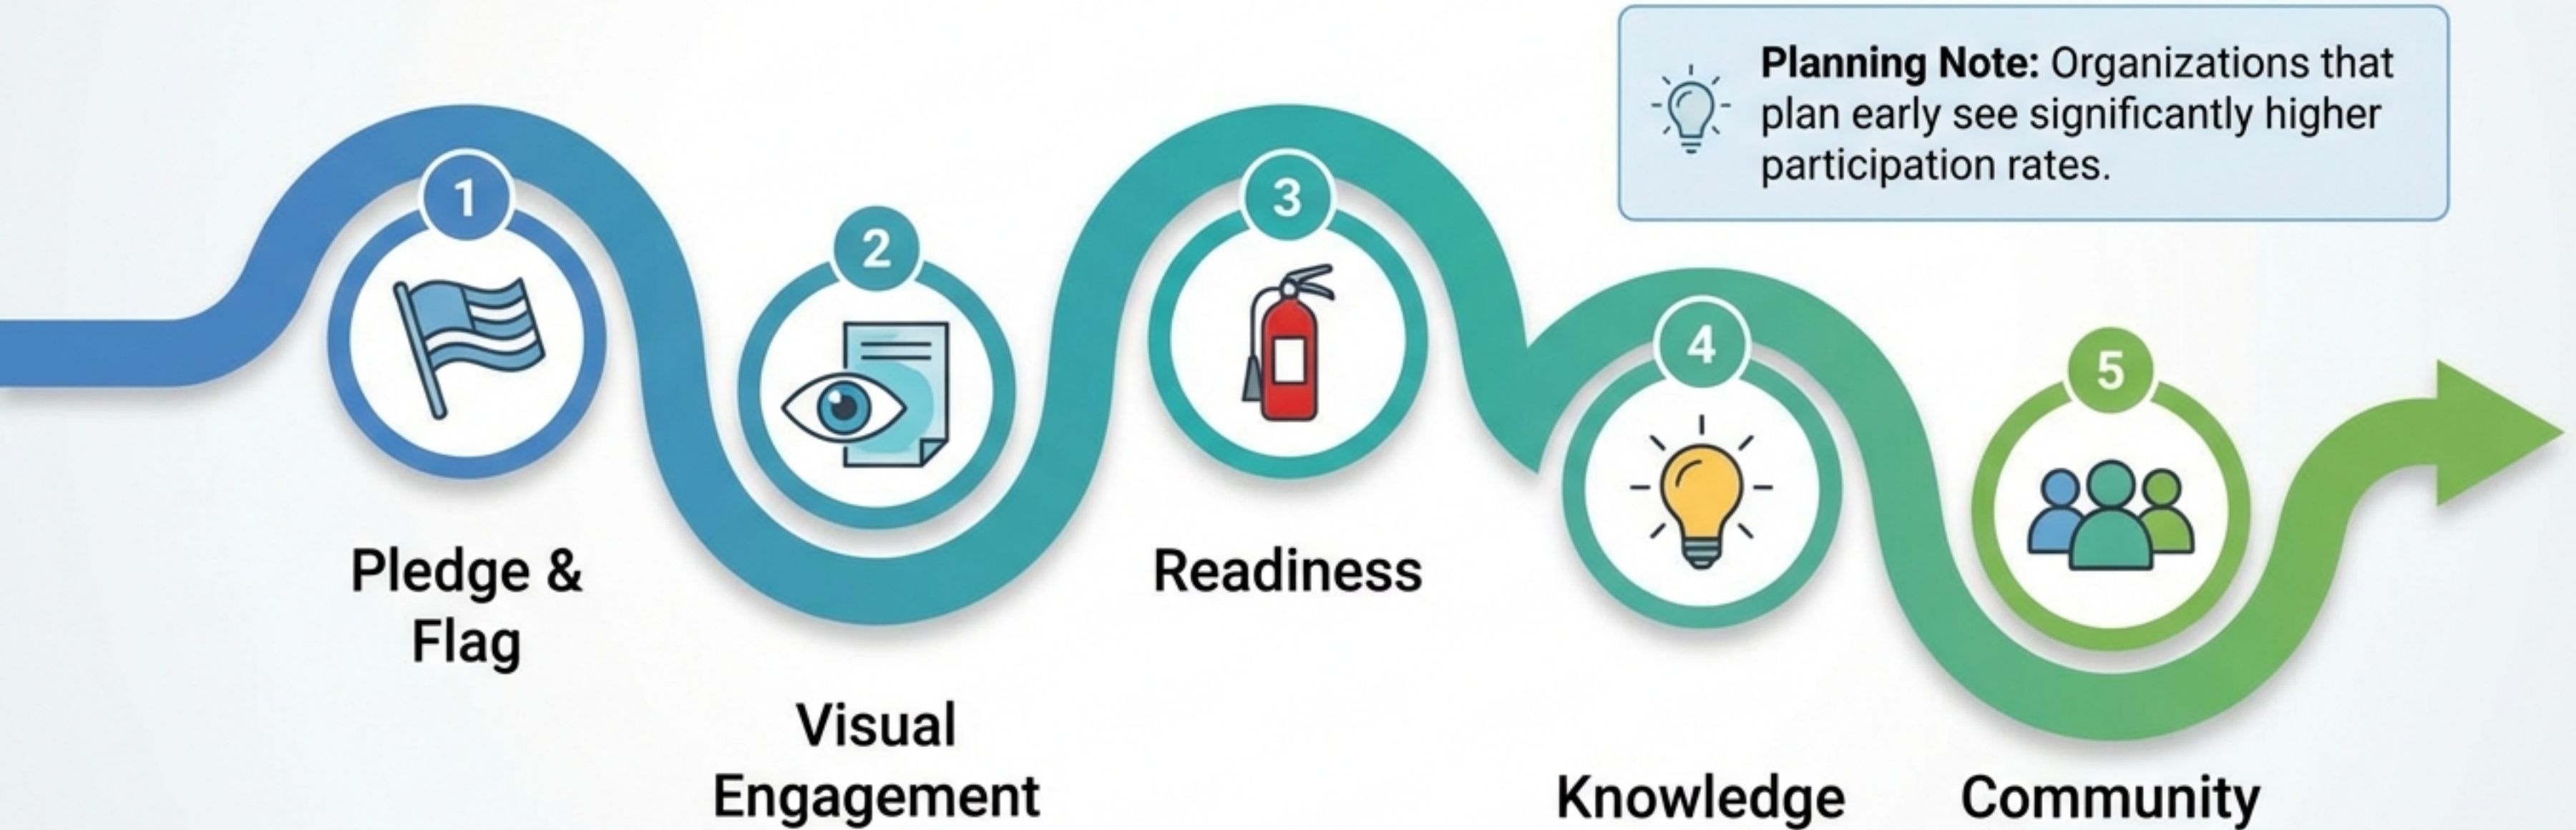 Planning Note: Organizations that
plan early see significantly higher
participation rates.
1
2
3
4
5
Pledge &
Flag
Visual
Engagement
Readiness
Knowledge
Community